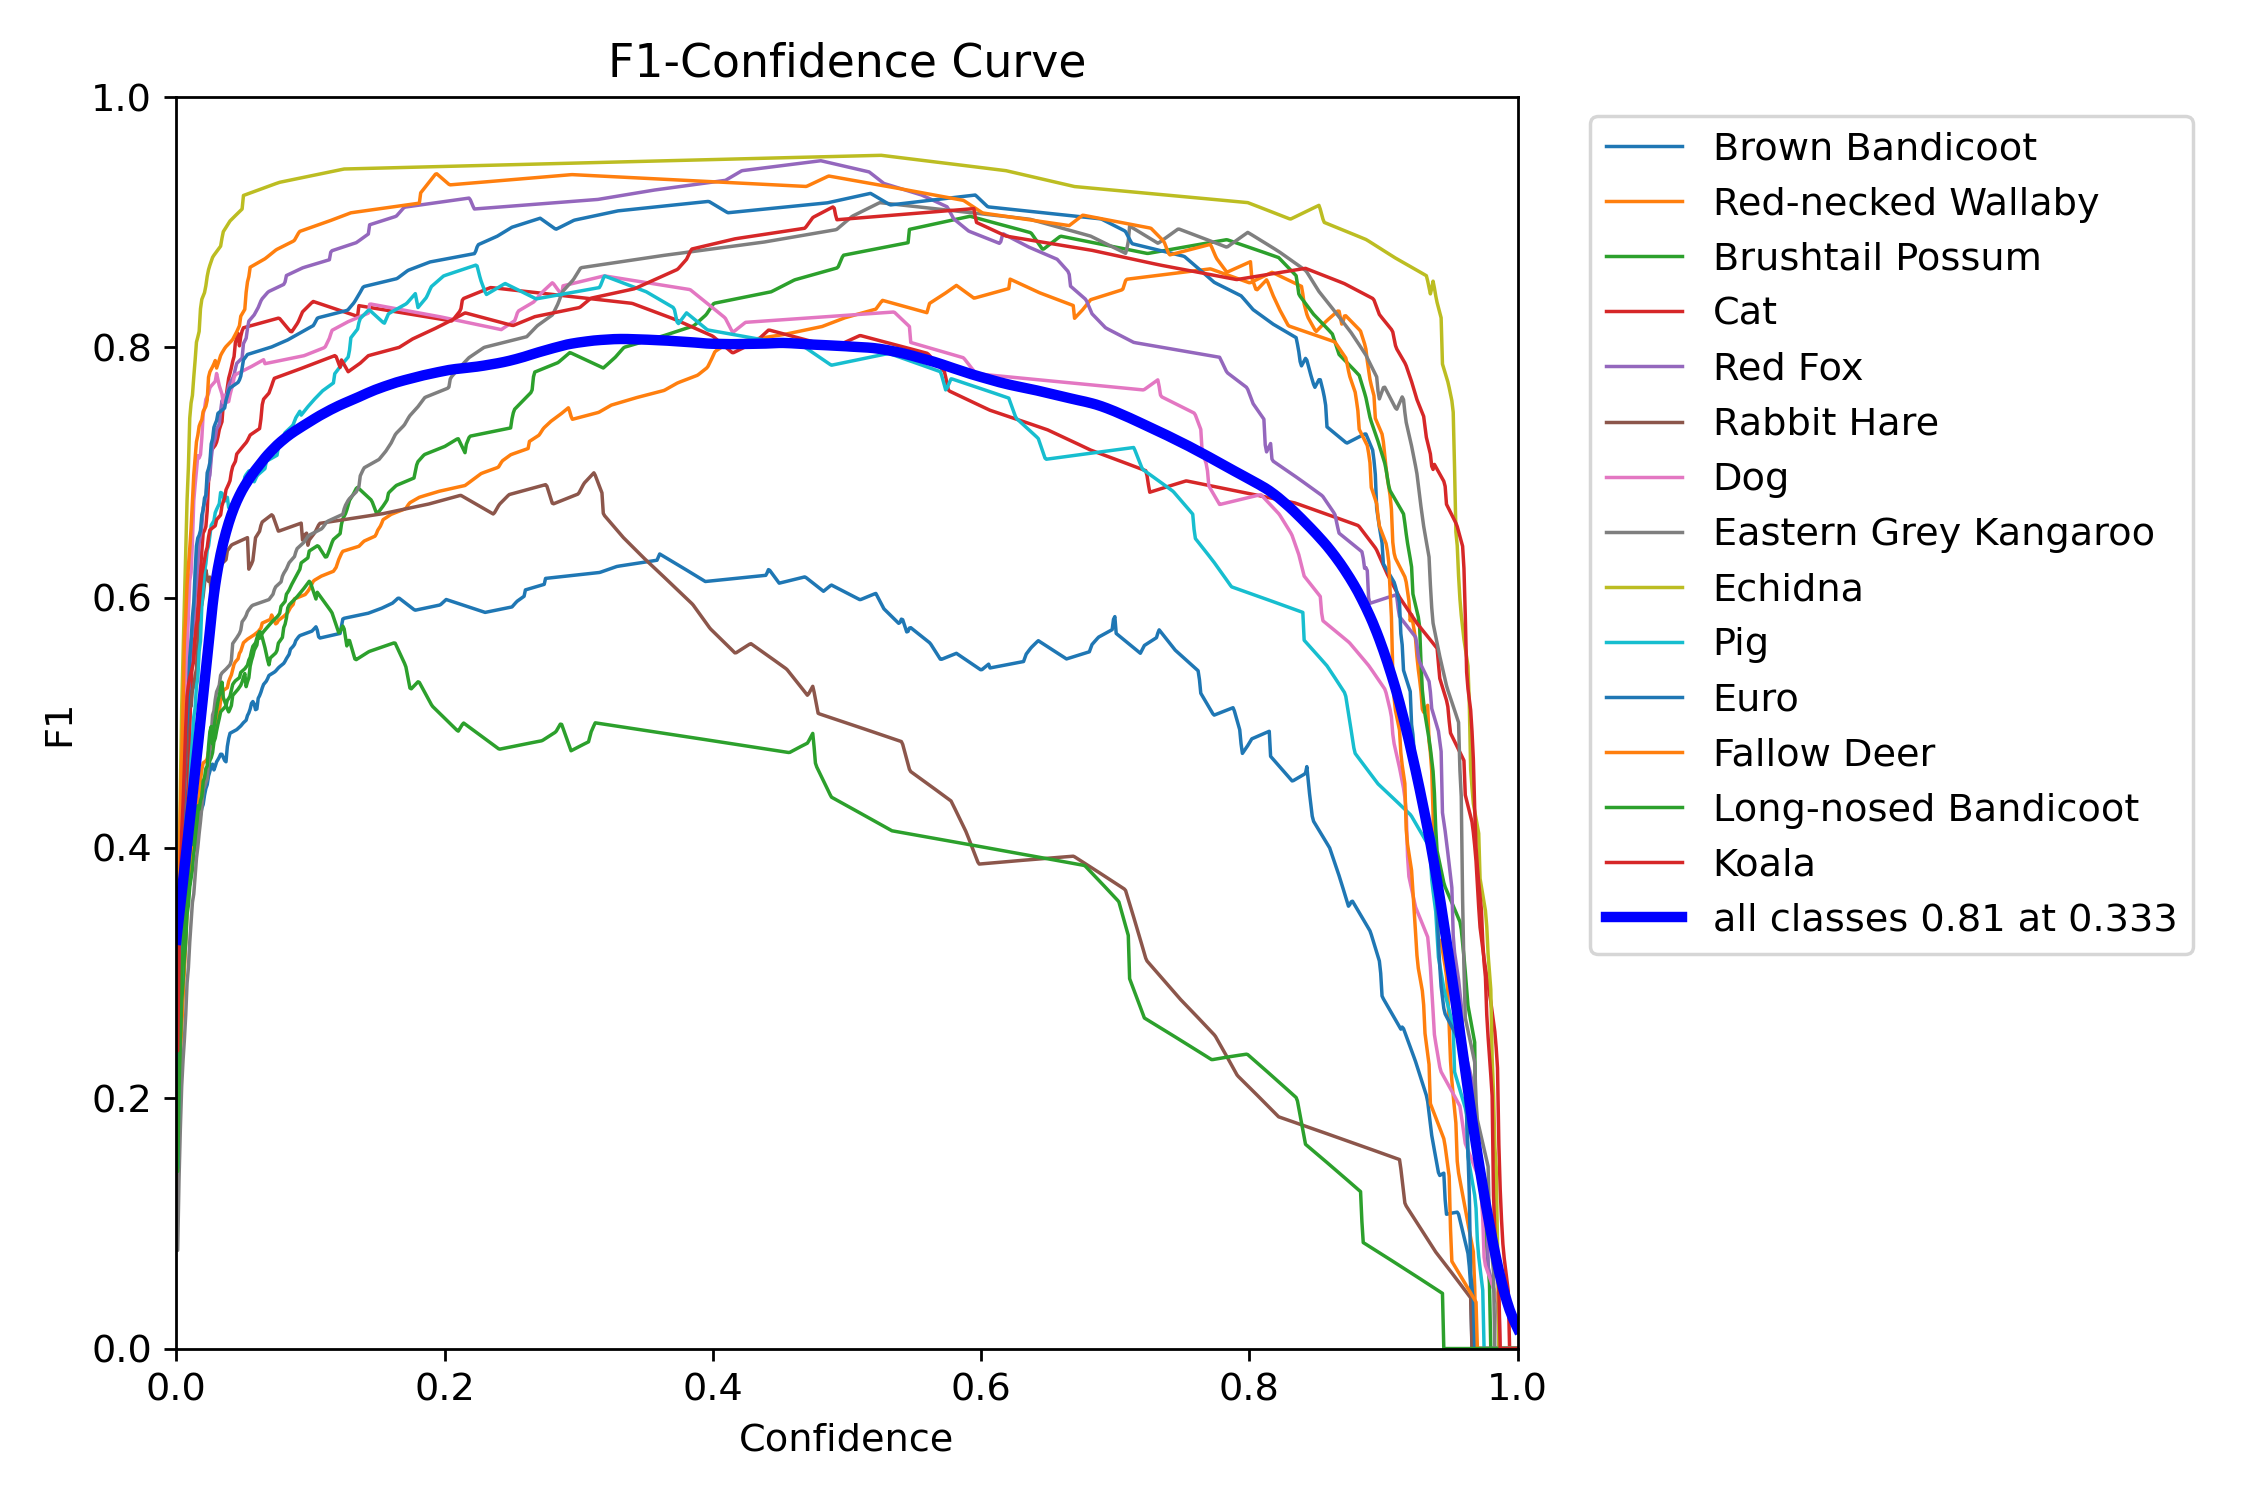 F1-Confidence Curve
1.0
0.8
0.6
0.4
0.2
0.0
F1
0.0 0.2 0.4 0.6 0.8 1.0
Confidence
Brown Bandicoot
Red-necked Wallaby
Brushtail Possum
Cat
Red Fox
Rabbit Hare
Dog
Eastern Grey Kangaroo
Echidna
Pig
Euro
Fallow Deer
Long-nosed Bandicoot
Koala
all classes 0.81 at 0.333